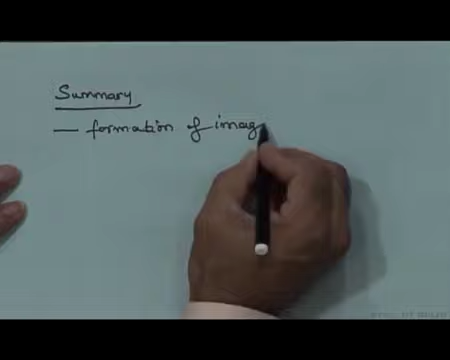 Summary
— formation of imag